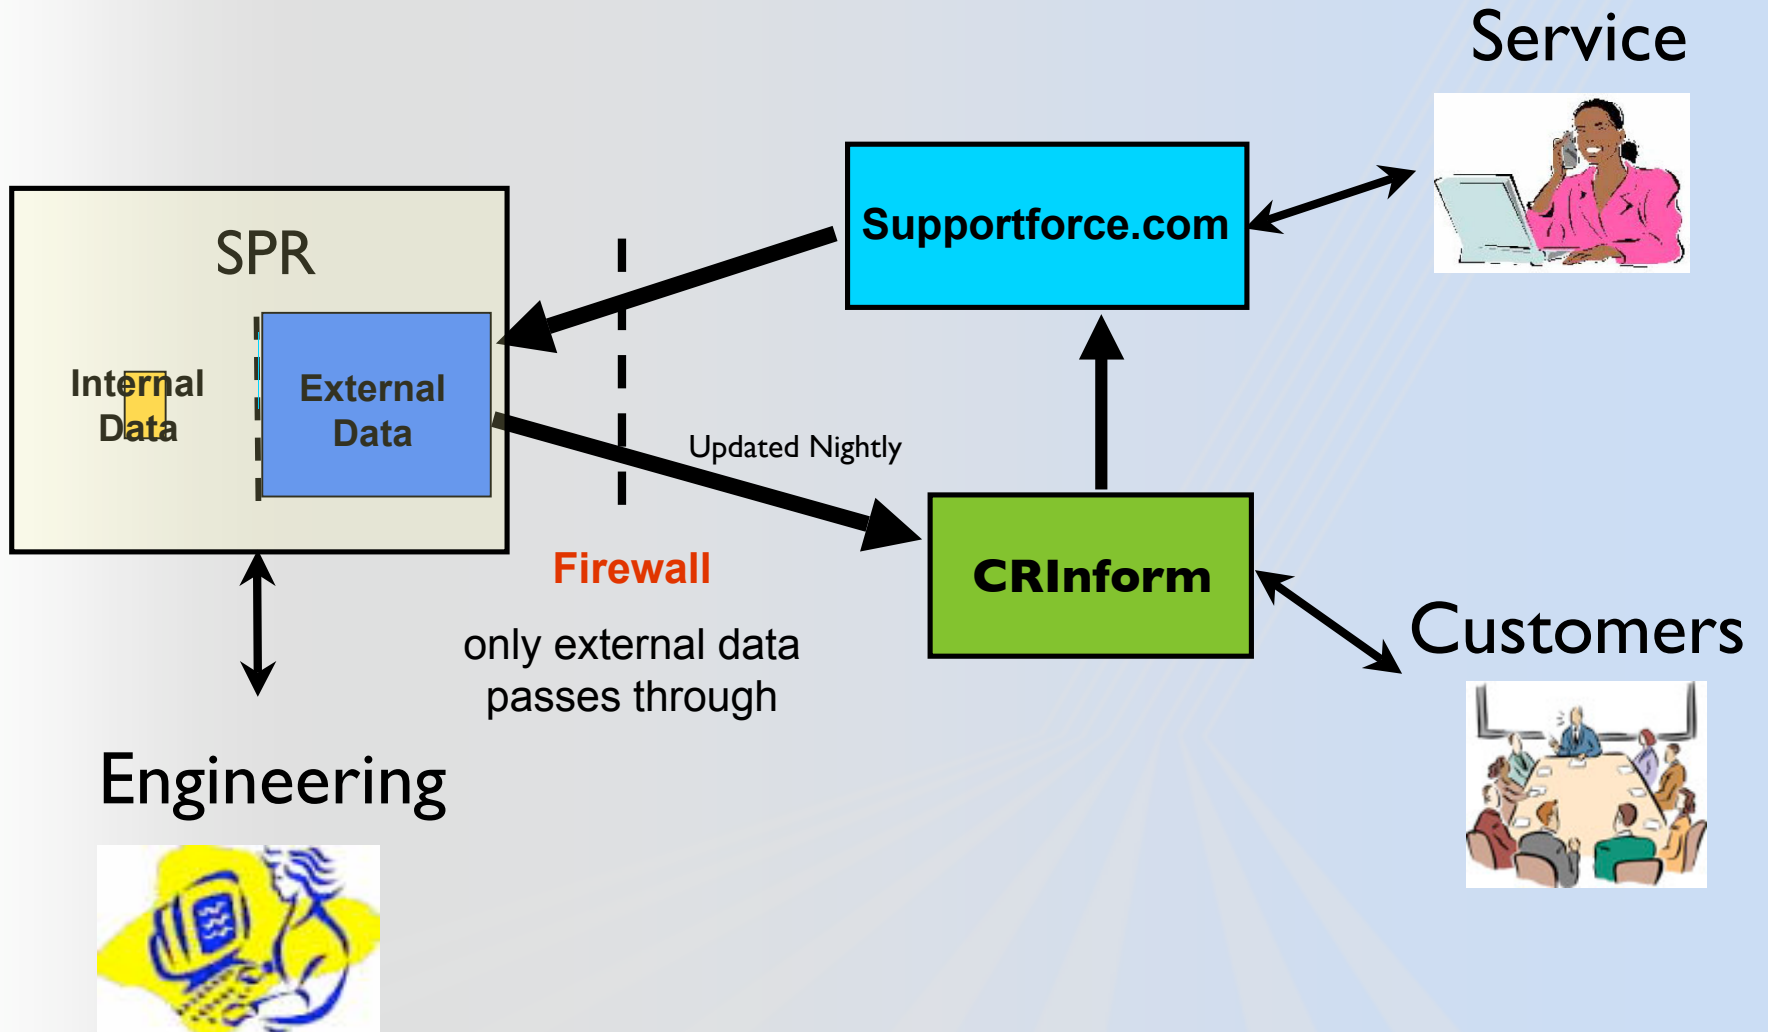 Service
Supportforce.com
SPR
Internal
Data
External
Data
Updated Nightly
Firewall
only external data
passes through
CRInform
Customers
Engineering